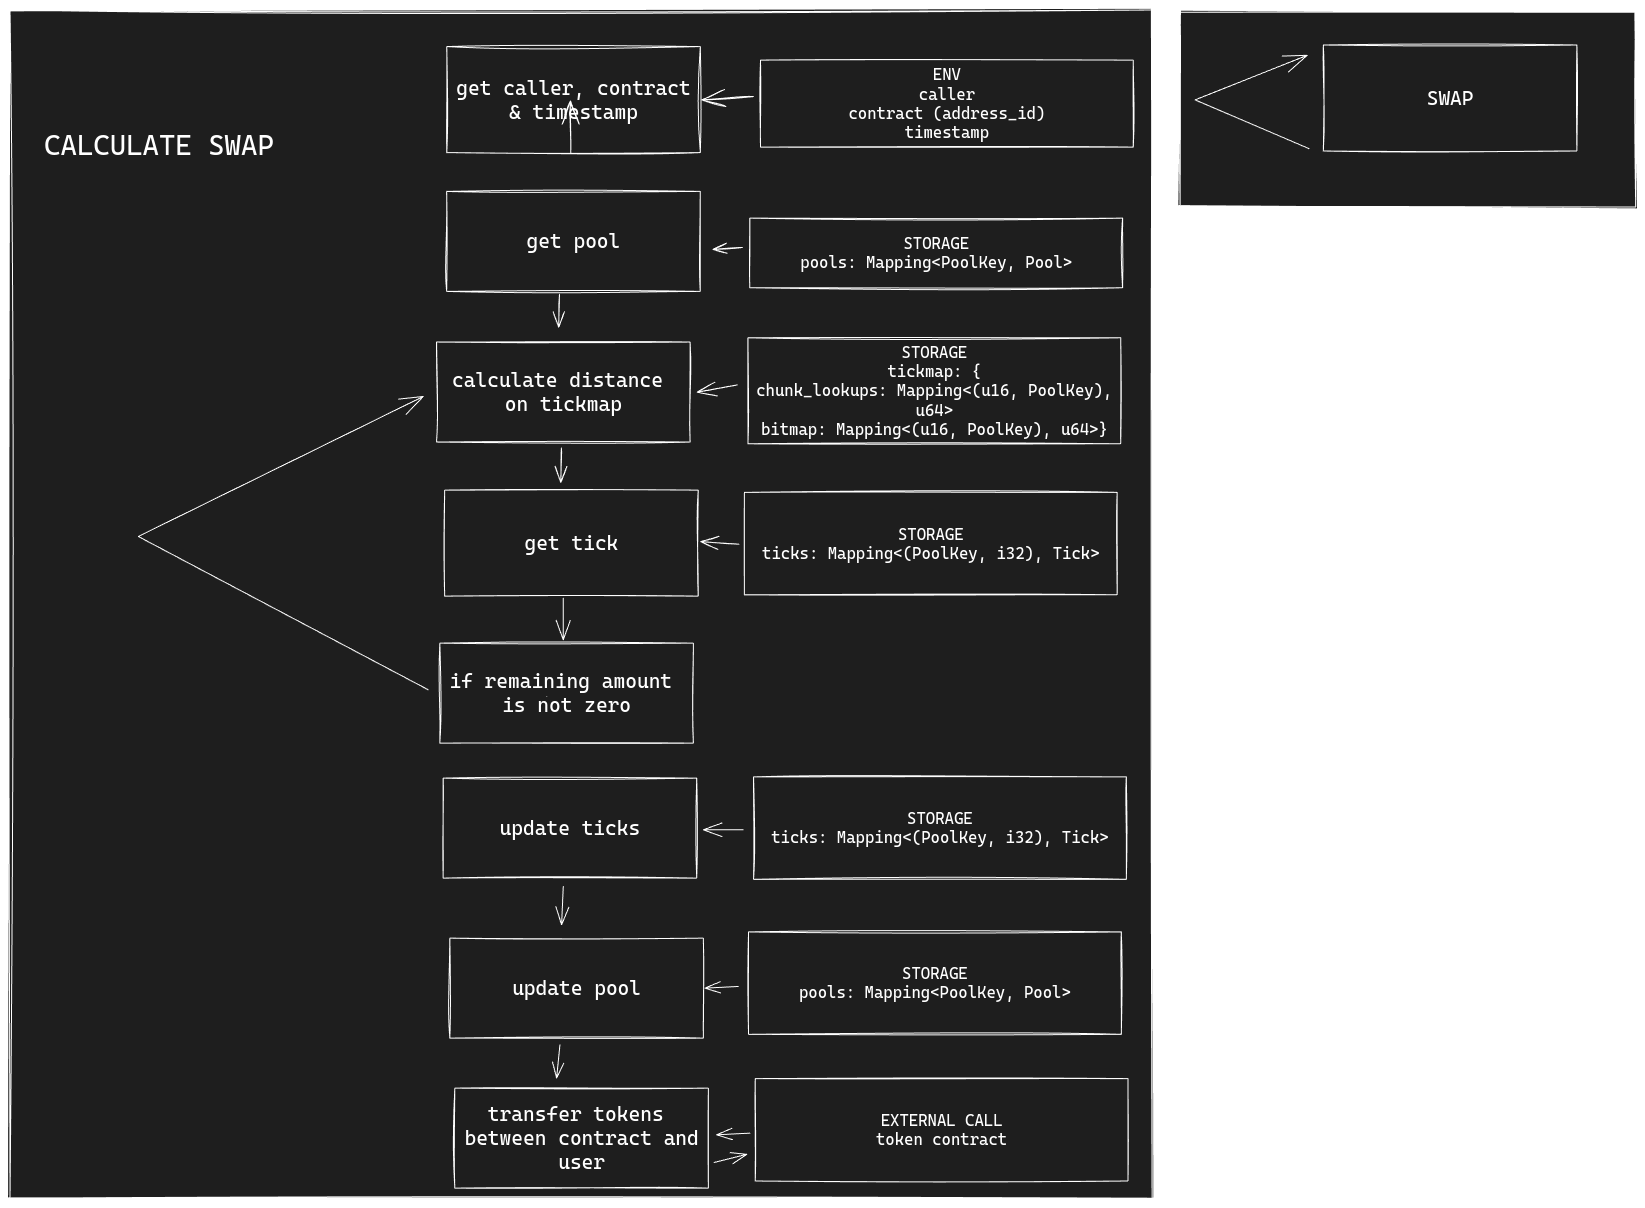 CALCULATE SWAP
get caller, contract
& timestamp
ENV
caller
contract (address_id)
timestamp
get pool
STORAGE
pools: Mapping<PoolKey, Pool>
calculate distance
on tickmap
STORAGE
tickmap: {
chunk_lookups: Mapping<(u16, PoolKey),
u64>
bitmap: Mapping<(u16, PoolKey), u64>}
get tick
STORAGE
ticks: Mapping<(PoolKey, i32), Tick>
if remaining amount
is not zero
update ticks
STORAGE
ticks: Mapping<(PoolKey, i32), Tick>
update pool
STORAGE
pools: Mapping<PoolKey, Pool>
transfer tokens
between contract and
user
EXTERNAL CALL
token contract
SWAP